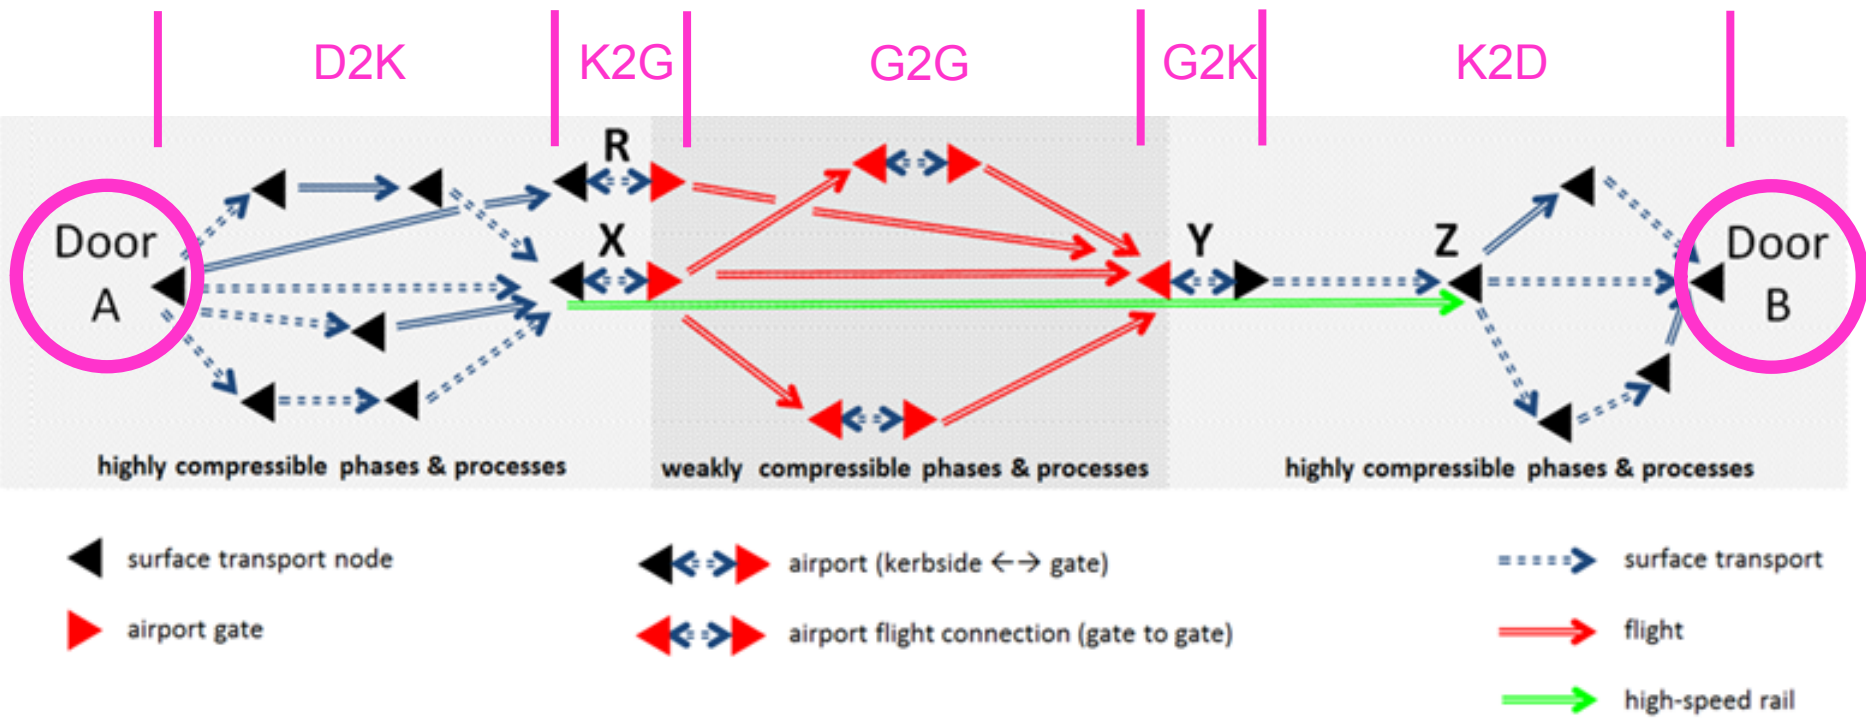 D2K K2G G2G G2K K2D
R
X
Y
Z
Door
A
Door
B
highly compressible phases & processes
weakly compressible phases & processes
highly compressible phases & processes
surface transport node
airport (kerbside ←→ gate)
surface transport
airport gate
airport flight connection (gate to gate)
flight
high-speed rail